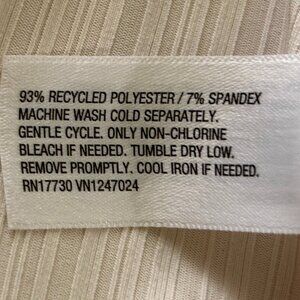 93% RECYCLED POLYESTER / 7% SPANDEX
MACHINE WASH COLD SEPARATELY.
GENTLE CYCLE. ONLY NON-CHLORINE
BLEACH IF NEEDED. TUMBLE DRY LOW.
REMOVE PROMPTLY. COOL IRON IF NEEDED.
RN17730 VN1247024